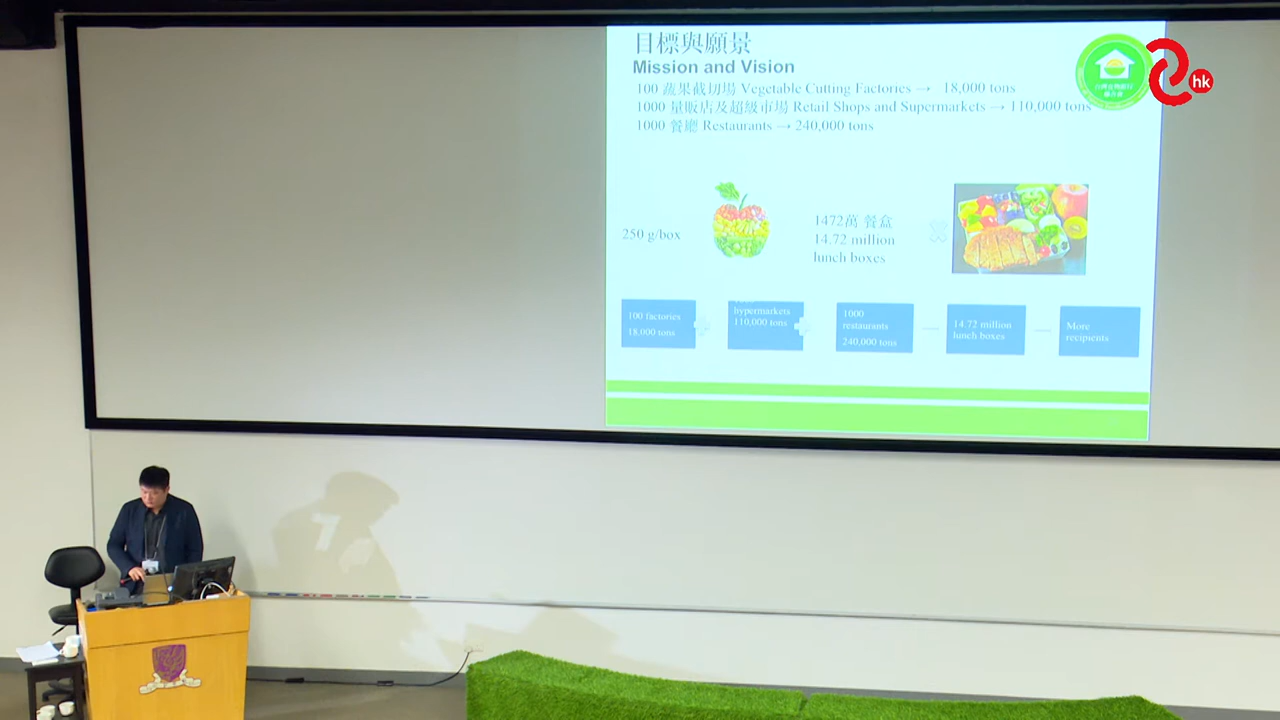 目標與願景
Mission and Vision
100 蔬果截切場 Vegetable Cutting Factories → 18,000 tons
1000 量販店及超級市場 Retail Shops and Supermarkets → 110,000 tons
1000 餐廳 Restaurants → 240,000 tons
250 g/box
1472萬 餐盒
14.72 million
lunch boxes
100 factories
18,000 tons
hypermarkets
110,000 tons
1000
restaurants
240,000 tons
14.72 million
lunch boxes
More
recipients
hk